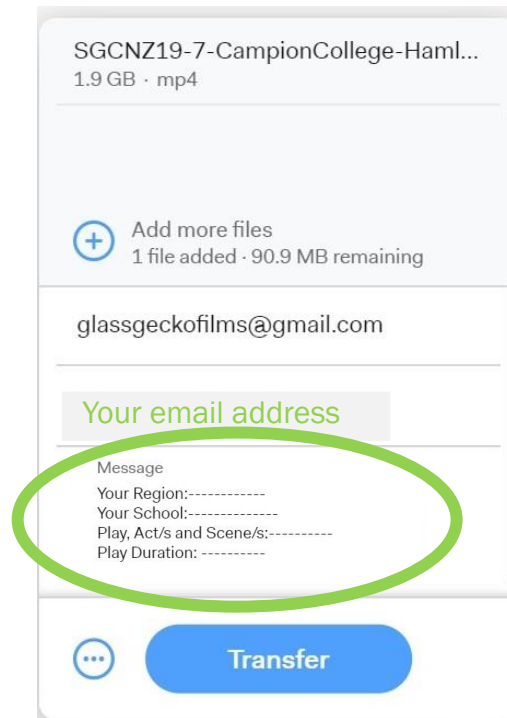 SGCNZ19-7-CampionCollege-Haml...
1.9 GB · mp4
Add more files
1 file added · 90.9 MB remaining
glassgeckofilms@gmail.com
Your email address
Message
Your Region:------------
Your School:--------------
Play, Act/s and Scene/s:----------
Play Duration: ----------
Transfer